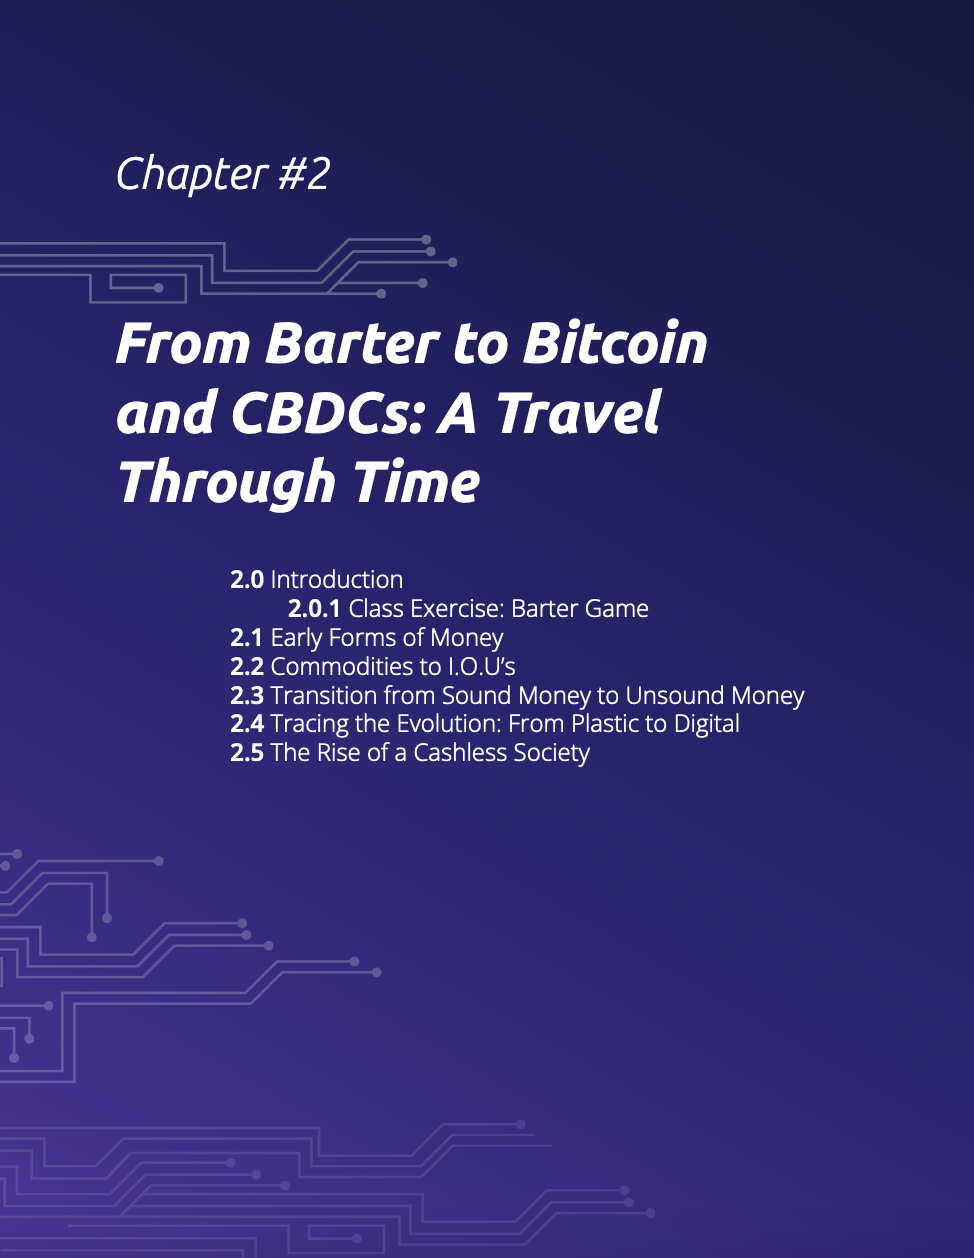 Chapter #2
From Barter to Bitcoin
and CBDCs: A Travel
Through Time
2.0 Introduction
2.0.1 Class Exercise: Barter Game
2.1 Early Forms of Money
2.2 Commodities to I.O.U’s
2.3 Transition from Sound Money to Unsound Money
2.4 Tracing the Evolution: From Plastic to Digital
2.5 The Rise of a Cashless Society